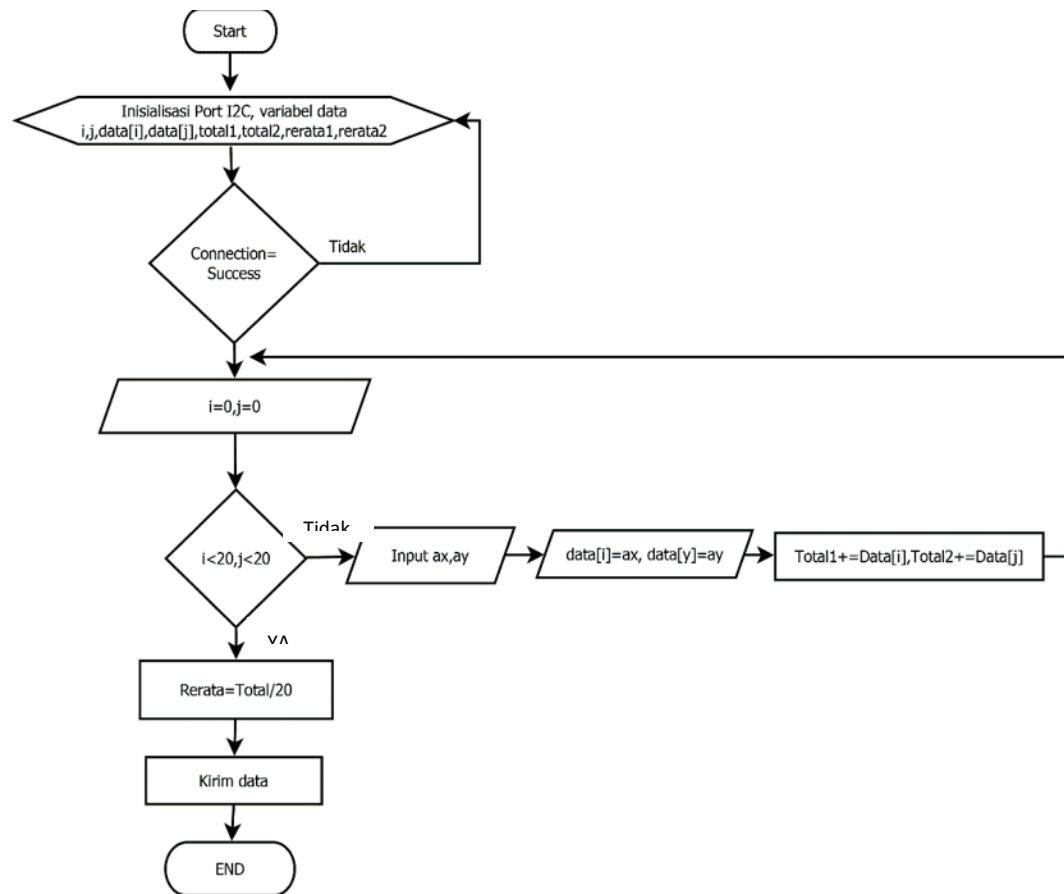 Start
Inisialisasi Port I2C, variabel data
i,j,data[i],data[j],total1,total2,rerata1,rerata2
Connection=
Success
Tidak
i=0,j=0
i<20,j<20
Tidak
Input ax,ay
data[i]=ax, data[y]=ay
Total1+=Data[i],Total2+=Data[j]
YA
Rerata=Total/20
Kirim data
END